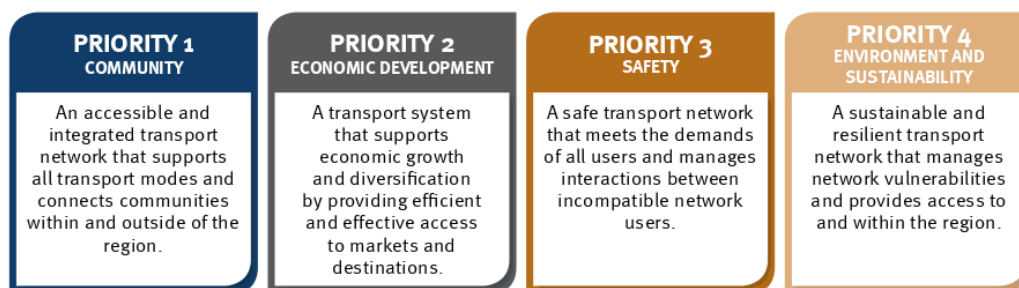 PRIORITY 1
COMMUNITY
An accessible and
integrated transport
network that supports
all transport modes and
connects communities
within and outside of the
region.
PRIORITY 2
ECONOMIC DEVELOPMENT
A transport system
that supports
economic growth
and diversification
by providing efficient
and effective access
to markets and
destinations.
PRIORITY 3
SAFETY
A safe transport network
that meets the demands
of all users and manages
interactions between
incompatible network
users.
PRIORITY 4
ENVIRONMENT AND
SUSTAINABILITY
A sustainable and
resilient transport
network that manages
network vulnerabilities
and provides access to
and within the region.